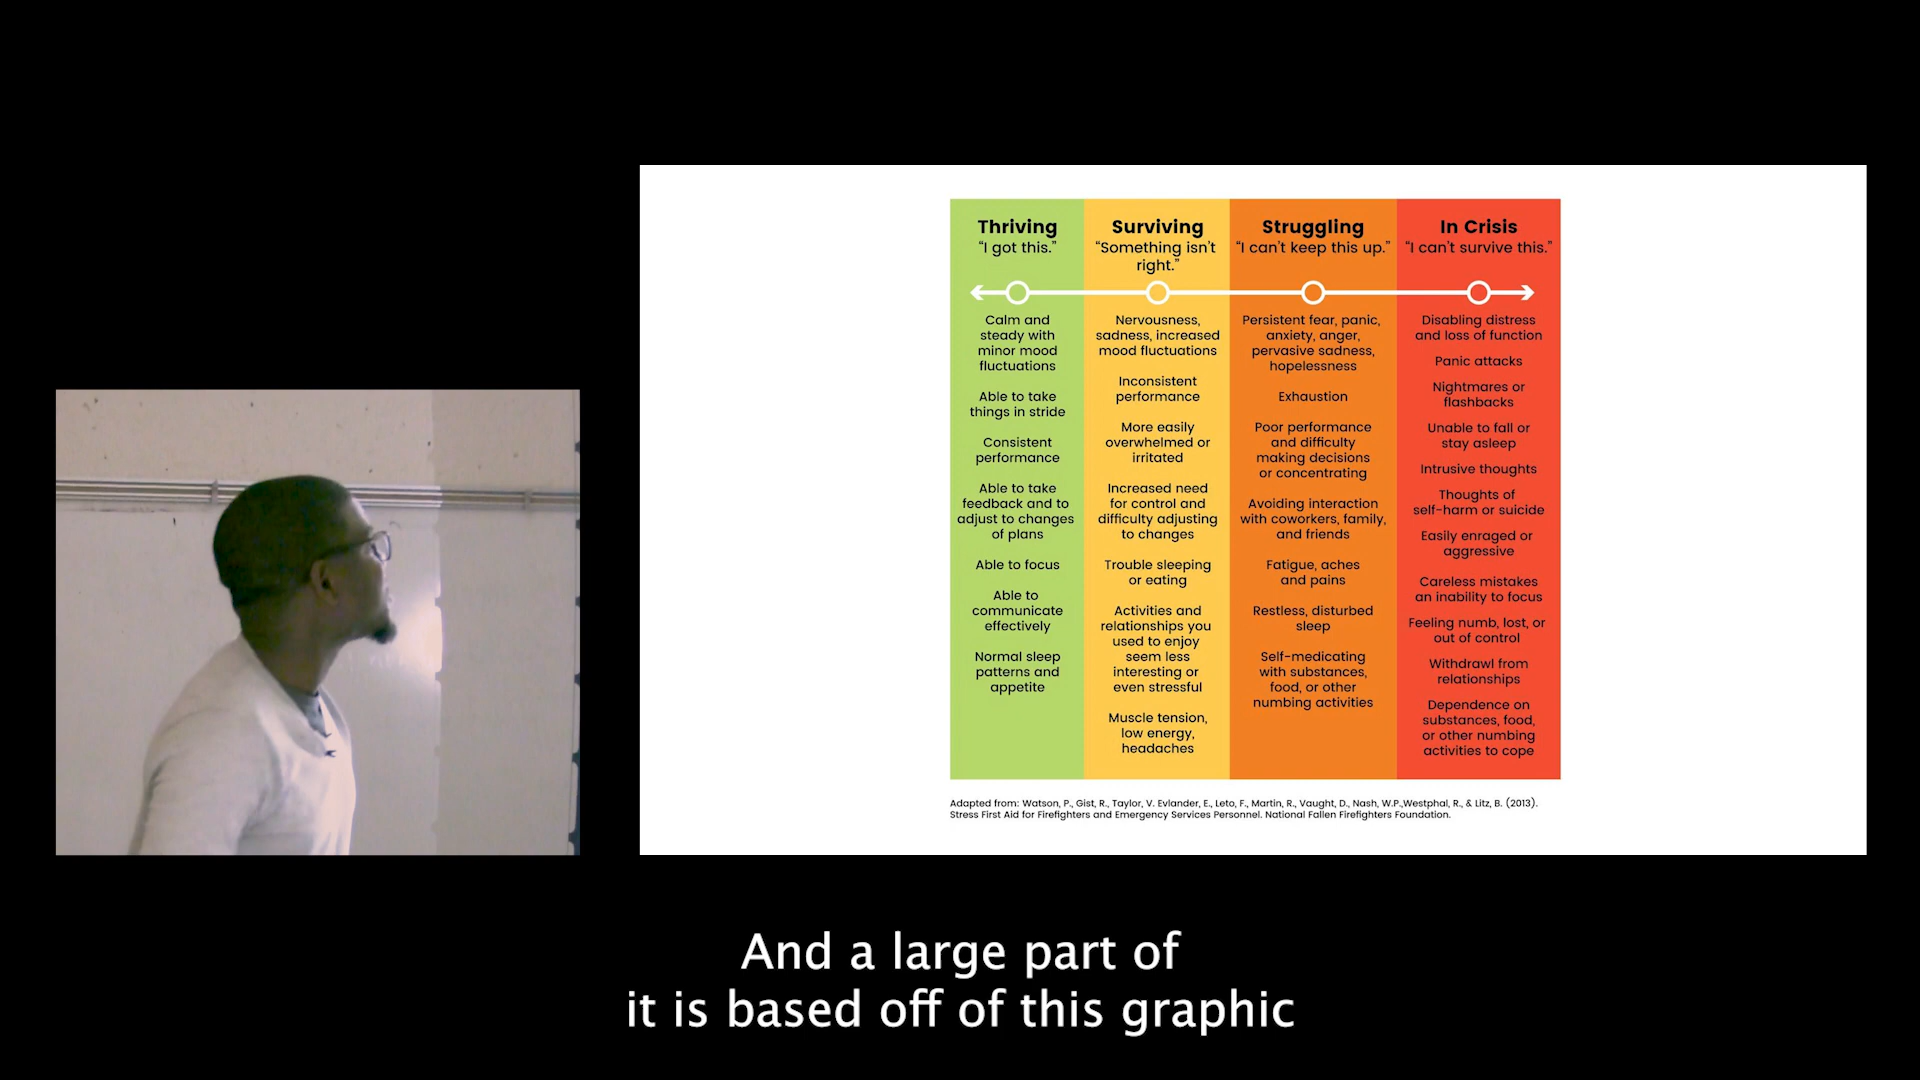 Thriving
“I got this.”
Calm and
steady with
minor mood
fluctuations
Able to take
things in stride
Consistent
performance
Able to take
feedback and to
adjust to changes
of plans
Able to focus
Able to
communicate
effectively
Normal sleep
patterns and
appetite
Surviving
“Something isn’t
right.”
Nervousness,
sadness, increased
mood fluctuations
Inconsistent
performance
More easily
overwhelmed or
irritated
Increased need
for control and
difficulty adjusting
to changes
Trouble sleeping
or eating
Activities and
relationships you
used to enjoy
seem less
interesting or
even stressful
Muscle tension,
low energy,
headaches
Struggling
“I can’t keep this up.”
Persistent fear, panic,
anxiety, anger,
pervasive sadness,
hopelessness
Exhaustion
Poor performance
and difficulty
making decisions
or concentrating
Avoiding interaction
with coworkers, family,
and friends
Fatigue, aches
and pains
Restless, disturbed
sleep
Self-medicating
with substances,
food, or other
numbing activities
In Crisis
“I can’t survive this.”
Disabling distress
and loss of function
Panic attacks
Nightmares or
flashbacks
Unable to fall or
stay asleep
Intrusive thoughts
Thoughts of
self-harm or suicide
Easily enraged or
aggressive
Careless mistakes
an inability to focus
Feeling numb, lost, or
out of control
Withdrawl from
relationships
Dependence on
substances, food,
or other numbing
activities to cope
Adapted from: Watson, P., Gist, R., Taylor, V. Evlander, E., Leto, F., Martin, R., Vaught, D., Nash, W.P.,Westphal, R., & Litz, B. (2013).
Stress First Aid for Firefighters and Emergency Services Personnel. National Fallen Firefighters Foundation.
And a large part of
it is based off of this graphic